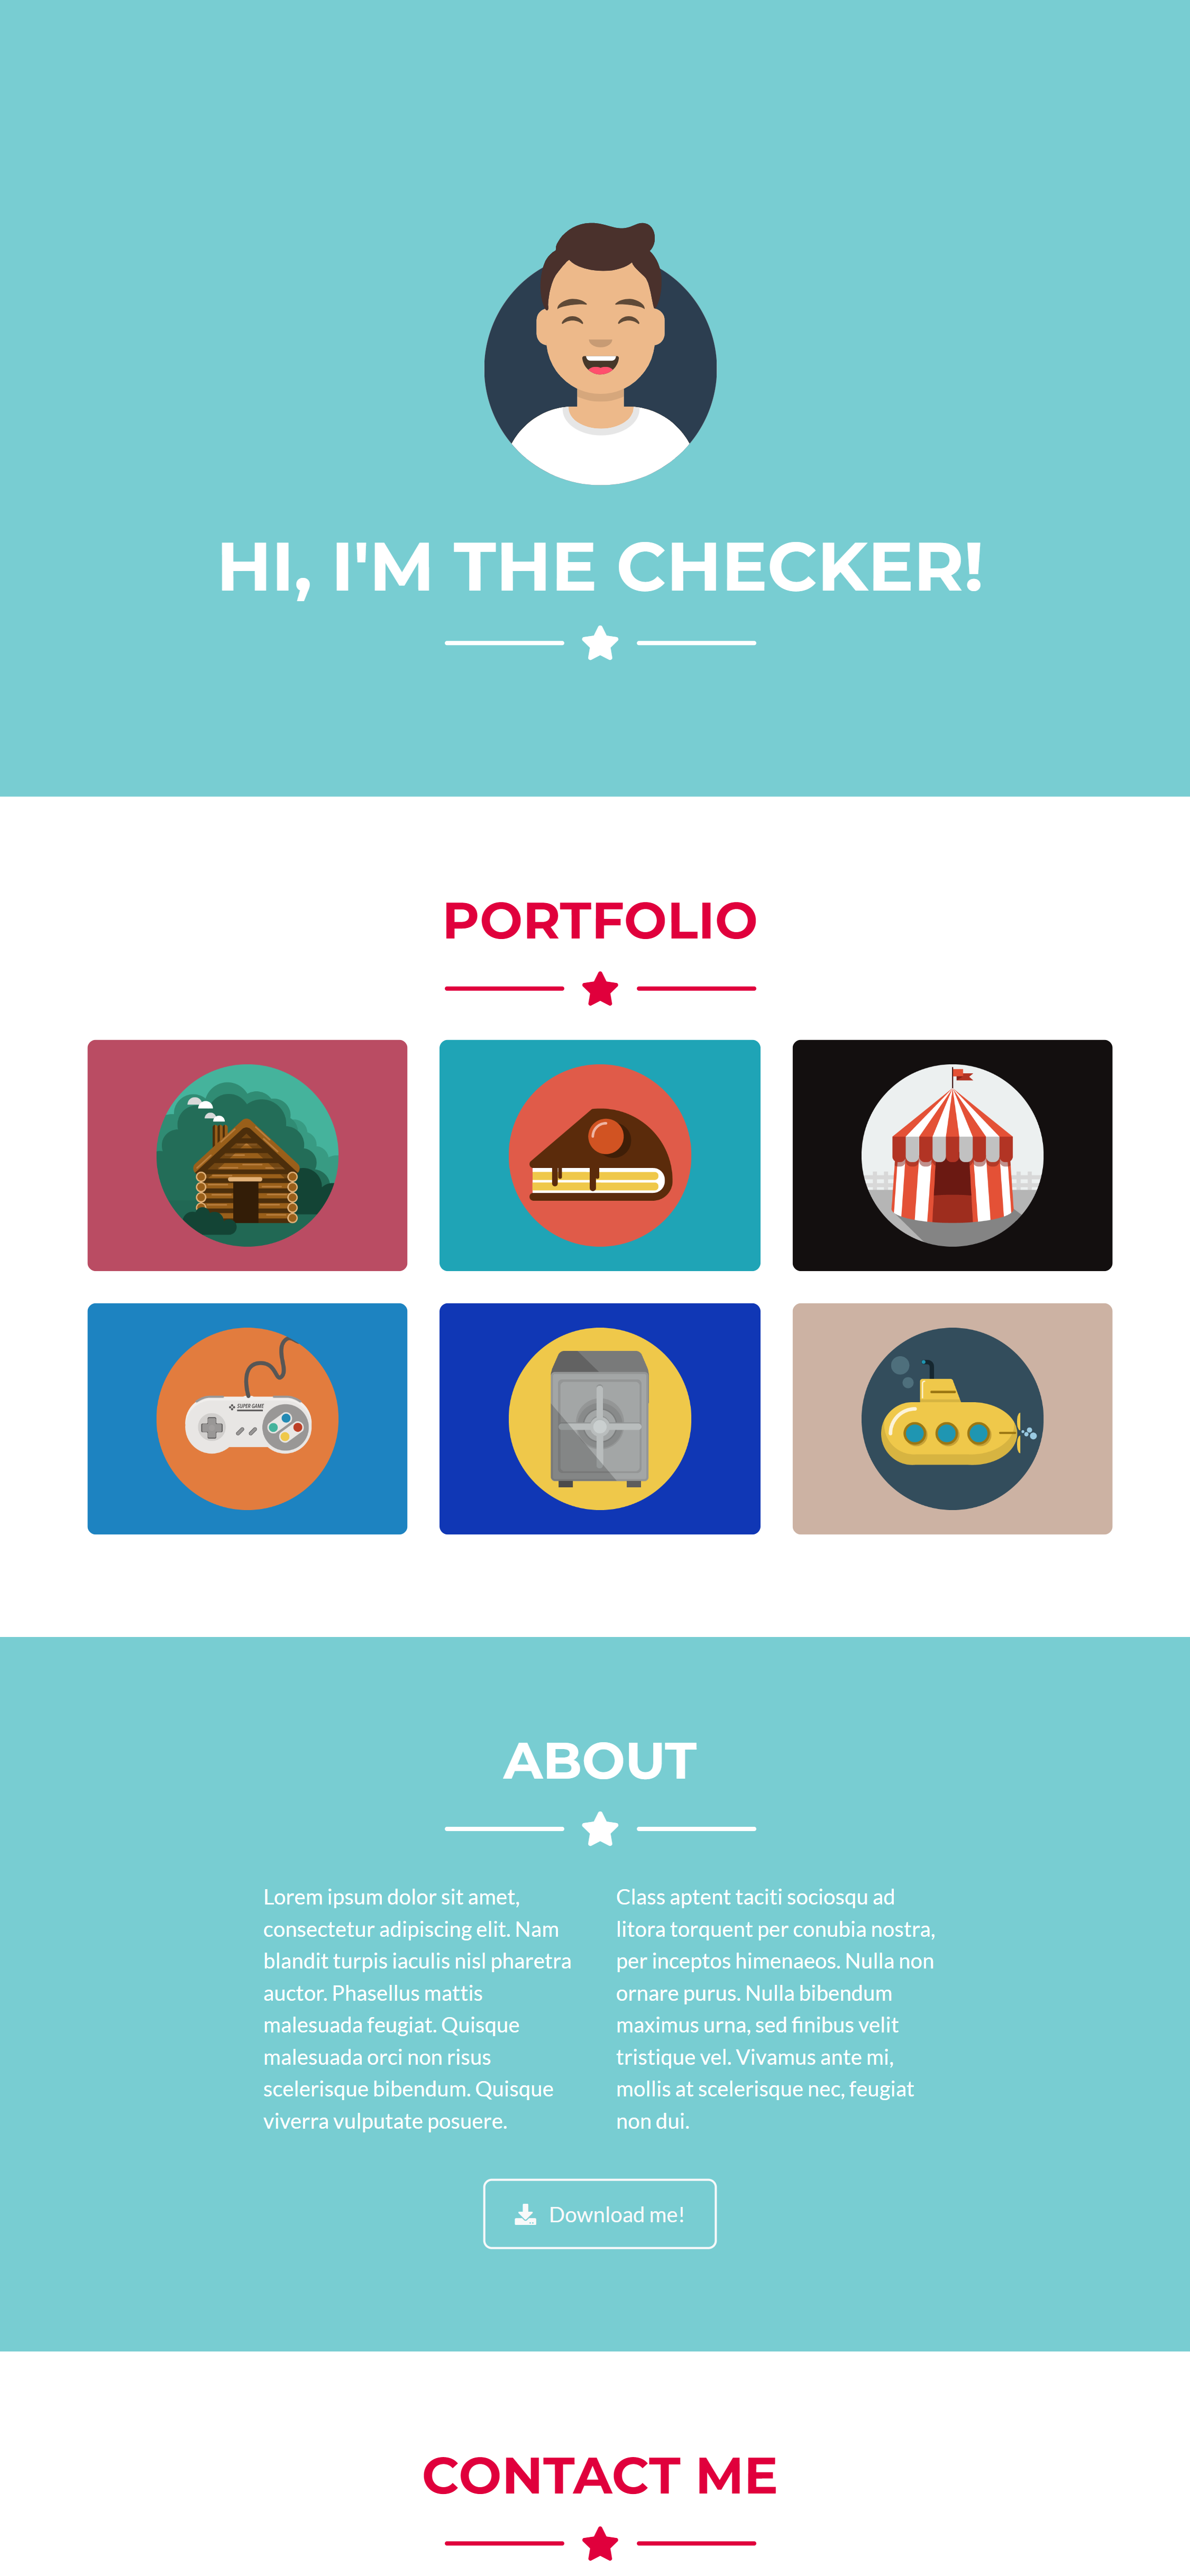 HI, I'M THE CHECKER!
PORTFOLIO
SUPER GAME
ABOUT
Lorem ipsum dolor sit amet,
consectetur adipiscing elit. Nam
blandit turpis iaculis nisl pharetra
auctor. Phasellus mattis
malesuada feugiat. Quisque
malesuada orci non risus
scelerisque bibendum. Quisque
viverra vulputate posuere.
Class aptent taciti sociosqu ad
litora torquent per conubia nostra,
per inceptos himenaeos. Nulla non
ornare purus. Nulla bibendum
maximus urna, sed finibus velit
tristique vel. Vivamus ante mi,
mollis at scelerisque nec, feugiat
non dui.
Download me!
CONTACT ME